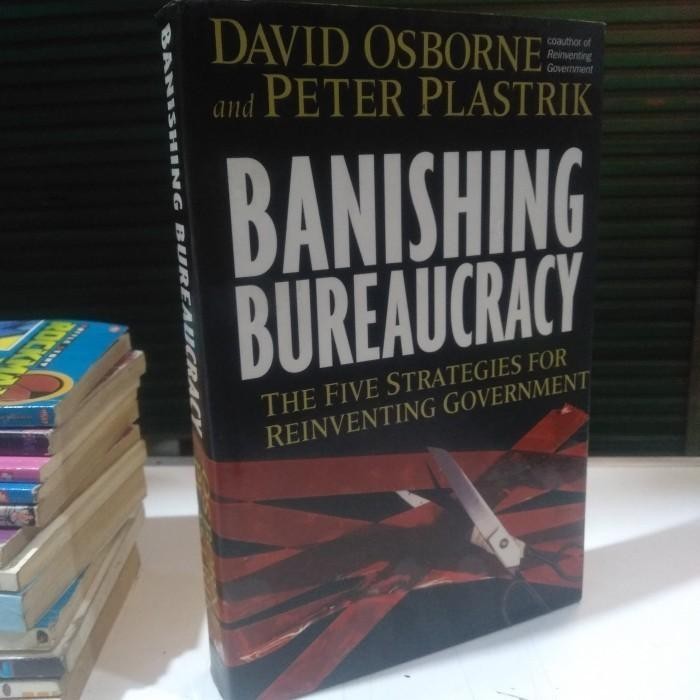 DAVID OSBORNE
coauthor of
Reinventing
Government
and PETER PLASTRIK
BANISHING
BUREAUCRACY
THE FIVE STRATEGIES FOR
REINVENTING GOVERNMENT
BANISHING BUREAUCRACY